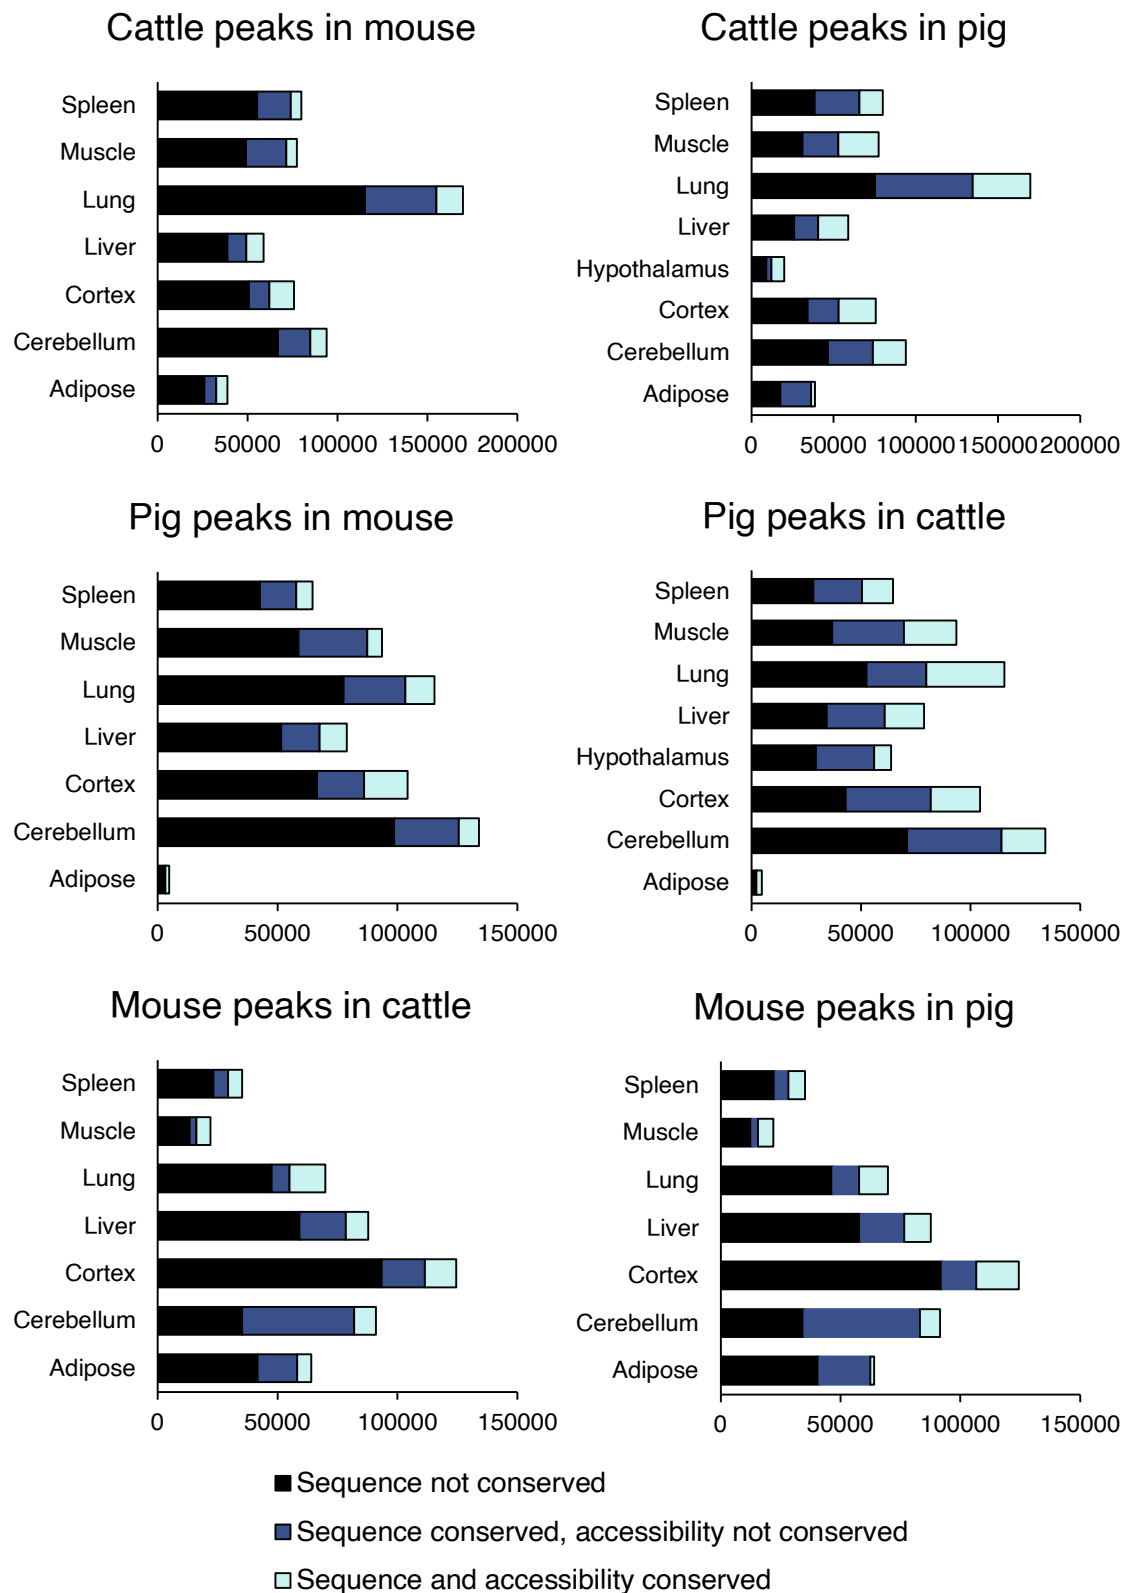 Cattle peaks in mouse
Spleen
Muscle
Lung
Liver
Cortex
Cerebellum
Adipose
0 50000 100000 150000 200000
Cattle peaks in pig
Spleen
Muscle
Lung
Liver
Hypothalamus
Cortex
Cerebellum
Adipose
0 50000 100000 150000 200000
Pig peaks in mouse
Spleen
Muscle
Lung
Liver
Cortex
Cerebellum
Adipose
0 50000 100000 150000
Pig peaks in cattle
Spleen
Muscle
Lung
Liver
Hypothalamus
Cortex
Cerebellum
Adipose
0 50000 100000 150000
Mouse peaks in cattle
Spleen
Muscle
Lung
Liver
Cortex
Cerebellum
Adipose
0 50000 100000 150000
Mouse peaks in pig
Spleen
Muscle
Lung
Liver
Cortex
Cerebellum
Adipose
0 50000 100000 150000
Sequence not conserved
Sequence conserved, accessibility not conserved
Sequence and accessibility conserved